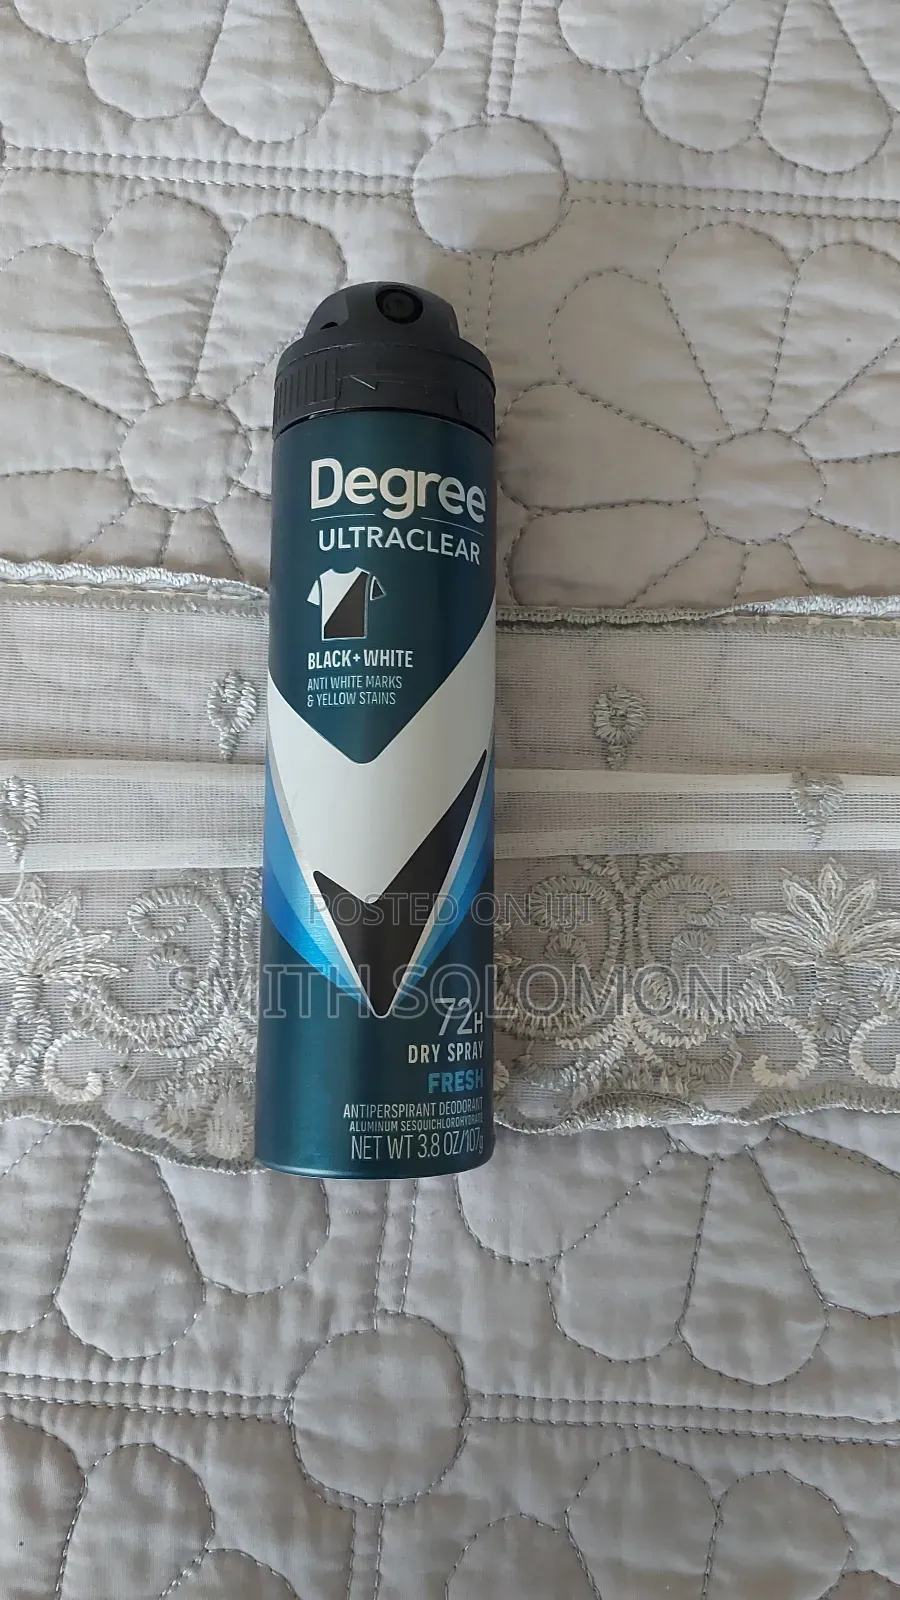 Degree
ULTRACLEAR
BLACK+WHITE
ANTI WHITE MARKS
& YELLOW STAINS
POSTED ON JIJI
SMITH SOLOMON
72H
DRY SPRAY
FRESH
ANTIPERSPIRANT DEODORANT
ALUMINUM SESQUICHLOROHYDRATE
NET WT 3.8 OZ/107g